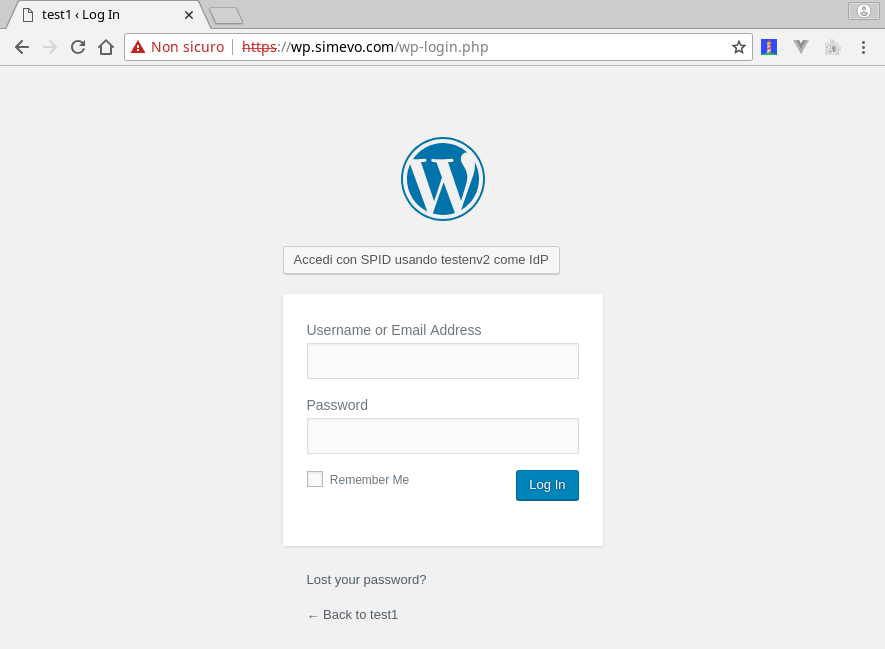 test1 ‹ Log In
Non sicuro https://wp.simevo.com/wp-login.php
Accedi con SPID usando testenv2 come IdP
Username or Email Address
Password
Remember Me
Log In
Lost your password?
← Back to test1